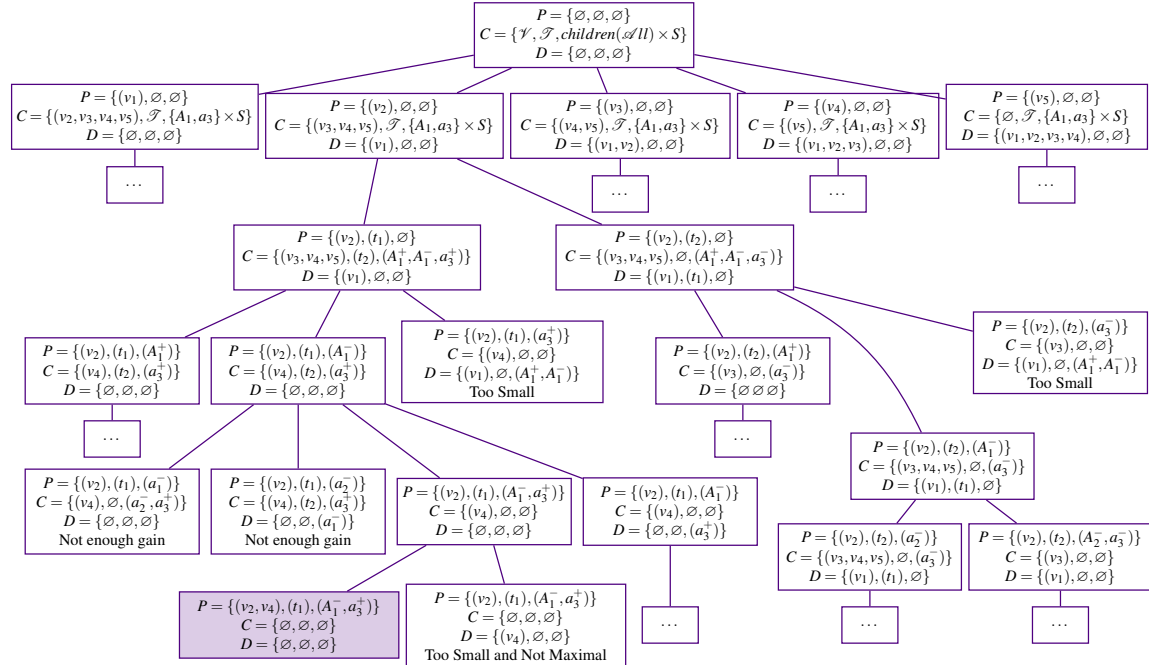 P = {∅, ∅, ∅}
C = {𝒱, 𝒯, children(𝒜ll) × S}
D = {∅, ∅, ∅}
P = {(v₁), ∅, ∅}
C = {(v₂, v₃, v₄, v₅), 𝒯, {A₁, a₃} × S}
D = {∅, ∅, ∅}
...
P = {(v₂), ∅, ∅}
C = {(v₃, v₄, v₅), 𝒯, {A₁, a₃} × S}
D = {(v₁), ∅, ∅}
P = {(v₃), ∅, ∅}
C = {(v₄, v₅), 𝒯, {A₁, a₃} × S}
D = {(v₁, v₂), ∅, ∅}
...
P = {(v₄), ∅, ∅}
C = {(v₅), 𝒯, {A₁, a₃} × S}
D = {(v₁, v₂, v₃), ∅, ∅}
...
P = {(v₅), ∅, ∅}
C = {∅, 𝒯, {A₁, a₃} × S}
D = {(v₁, v₂, v₃, v₄), ∅, ∅}
...
P = {(v₂), (t₁), ∅}
C = {(v₃, v₄, v₅), (t₂), (A₁⁺, A₁⁻, a₃⁺)}
D = {(v₁), ∅, ∅}
P = {(v₂), (t₂), ∅}
C = {(v₃, v₄, v₅), ∅, (A₁⁺, A₁⁻, a₃⁻)}
D = {(v₁), (t₁), ∅}
P = {(v₂), (t₁), (A₁⁺)}
C = {(v₄), (t₂), (a₃⁺)}
D = {∅, ∅, ∅}
...
P = {(v₂), (t₁), (A₁⁻)}
C = {(v₄), (t₂), (a₃⁺)}
D = {∅, ∅, ∅}
P = {(v₂), (t₁), (a₃⁺)}
C = {(v₄), ∅, ∅}
D = {(v₁), ∅, (A₁⁺, A₁⁻)}
Too Small
P = {(v₂), (t₂), (A₁⁺)}
C = {(v₃), ∅, (a₃⁻)}
D = {∅ ∅ ∅}
...
P = {(v₂), (t₂), (a₃⁻)}
C = {(v₃), ∅, ∅}
D = {(v₁), ∅, (A₁⁺, A₁⁻)}
Too Small
P = {(v₂), (t₂), (A₁⁻)}
C = {(v₃, v₄, v₅), ∅, (a₃⁻)}
D = {(v₁), (t₁), ∅}
P = {(v₂), (t₁), (a₁⁻)}
C = {(v₄), ∅, (a₂⁻, a₃⁺)}
D = {∅, ∅, ∅}
Not enough gain
P = {(v₂), (t₁), (a₂⁻)}
C = {(v₄), (t₂), (a₃⁺)}
D = {∅, ∅, (a₁⁻)}
Not enough gain
P = {(v₂), (t₁), (A₁⁻, a₃⁺)}
C = {(v₄), ∅, ∅}
D = {∅, ∅, ∅}
P = {(v₂), (t₁), (A₁⁻)}
C = {(v₄), ∅, ∅}
D = {∅, ∅, (a₃⁺)}
...
P = {(v₂), (t₂), (a₂⁻)}
C = {(v₃, v₄, v₅), ∅, (a₃⁻)}
D = {(v₁), (t₁), ∅}
...
P = {(v₂), (t₂), (A₂⁻, a₃⁻)}
C = {(v₃), ∅, ∅}
D = {(v₁), ∅, ∅}
...
P = {(v₂, v₄), (t₁), (A₁⁻, a₃⁺)}
C = {∅, ∅, ∅}
D = {∅, ∅, ∅}
P = {(v₂), (t₁), (A₁⁻, a₃⁺)}
C = {∅, ∅, ∅}
D = {(v₄), ∅, ∅}
Too Small and Not Maximal